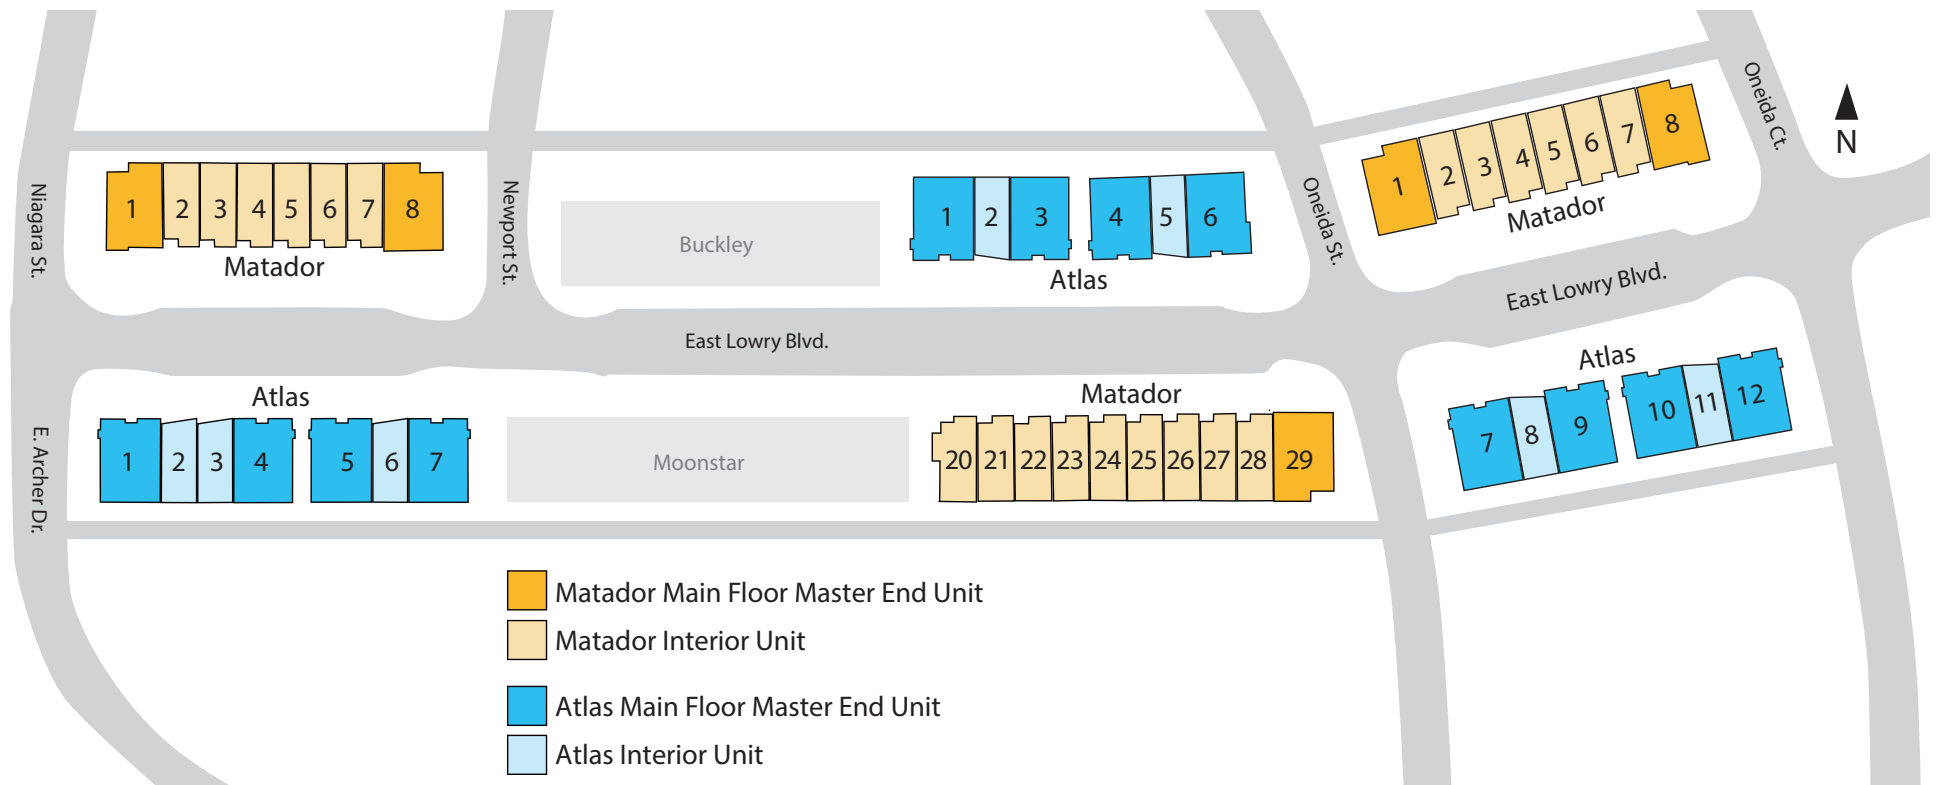 Niagara St.
1 2 3 4 5 6 7 8
Matador
Newport St.
Buckley
1 2 3 4 5 6
Atlas
Oneida St.
1 2 3 4 5 6 7 8
Matador
Oneida Ct.
N
East Lowry Blvd.
East Lowry Blvd.
E. Archer Dr.
Atlas
1 2 3 4 5 6 7
Moonstar
Matador
20 21 22 23 24 25 26 27 28 29
Atlas
7 8 9 10 11 12
Matador Main Floor Master End Unit
Matador Interior Unit
Atlas Main Floor Master End Unit
Atlas Interior Unit